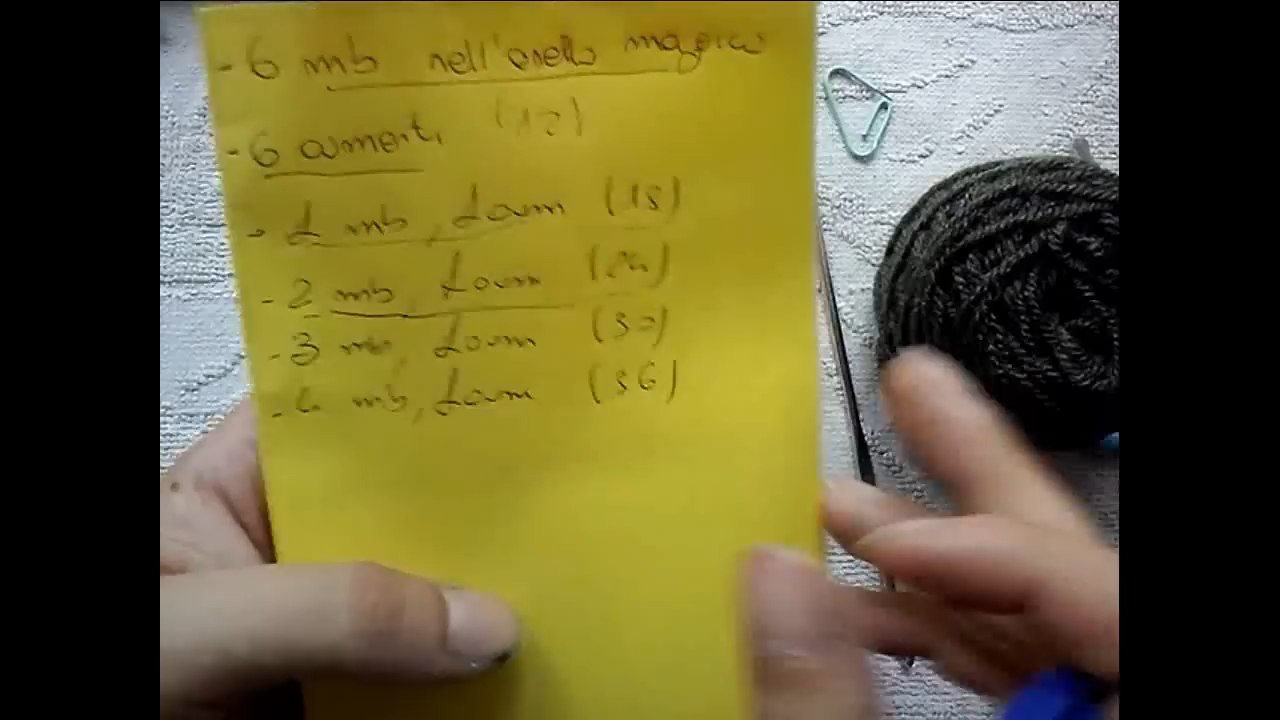 - 6 mb nell'anello magico
- 6 aumenti (12)
- 1 mb, 1 aum (18)
- 2 mb, 1 aum (24)
- 3 mb, 1 aum (30)
- 4 mb, 1 aum (36)